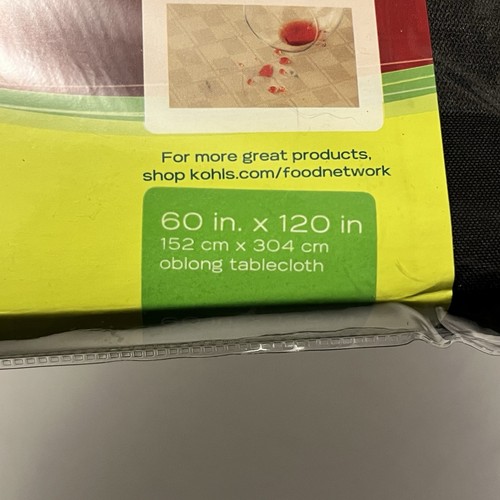 For more great products,
shop kohls.com/foodnetwork
60 in. x 120 in
152 cm x 304 cm
oblong tablecloth